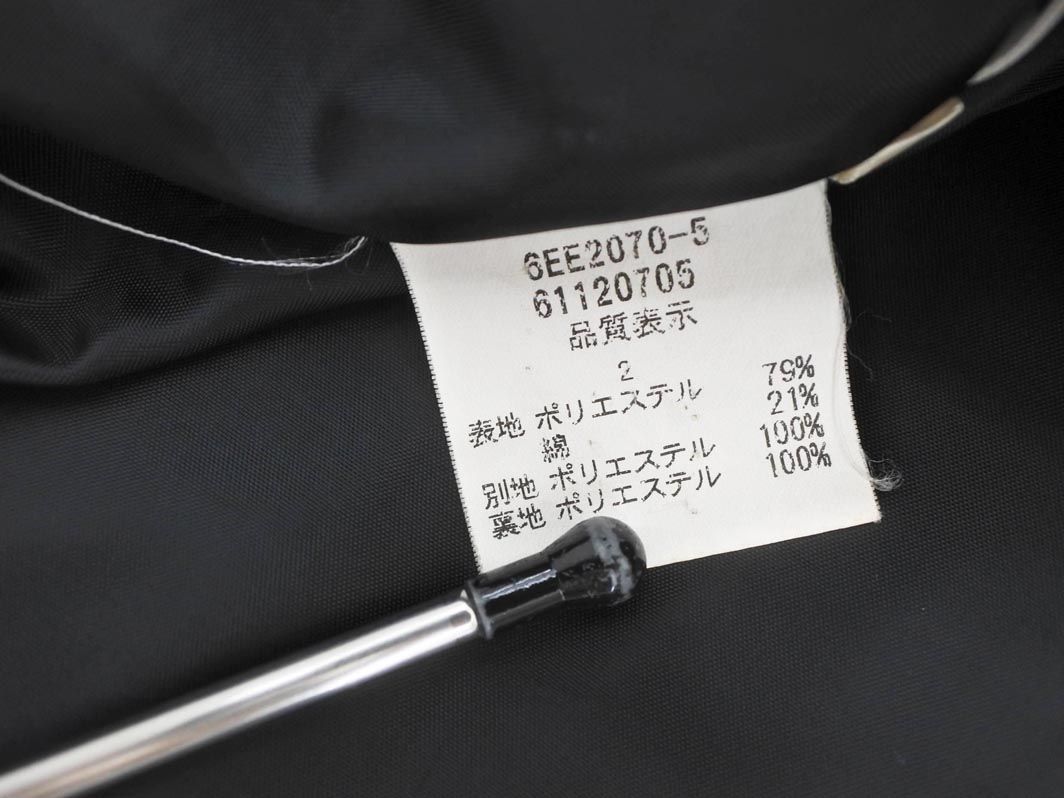 6EE2070-5
61120705
品質表示
2
表地 ポリエステル 79%
綿 21%
別地 ポリエステル 100%
裏地 ポリエステル 100%